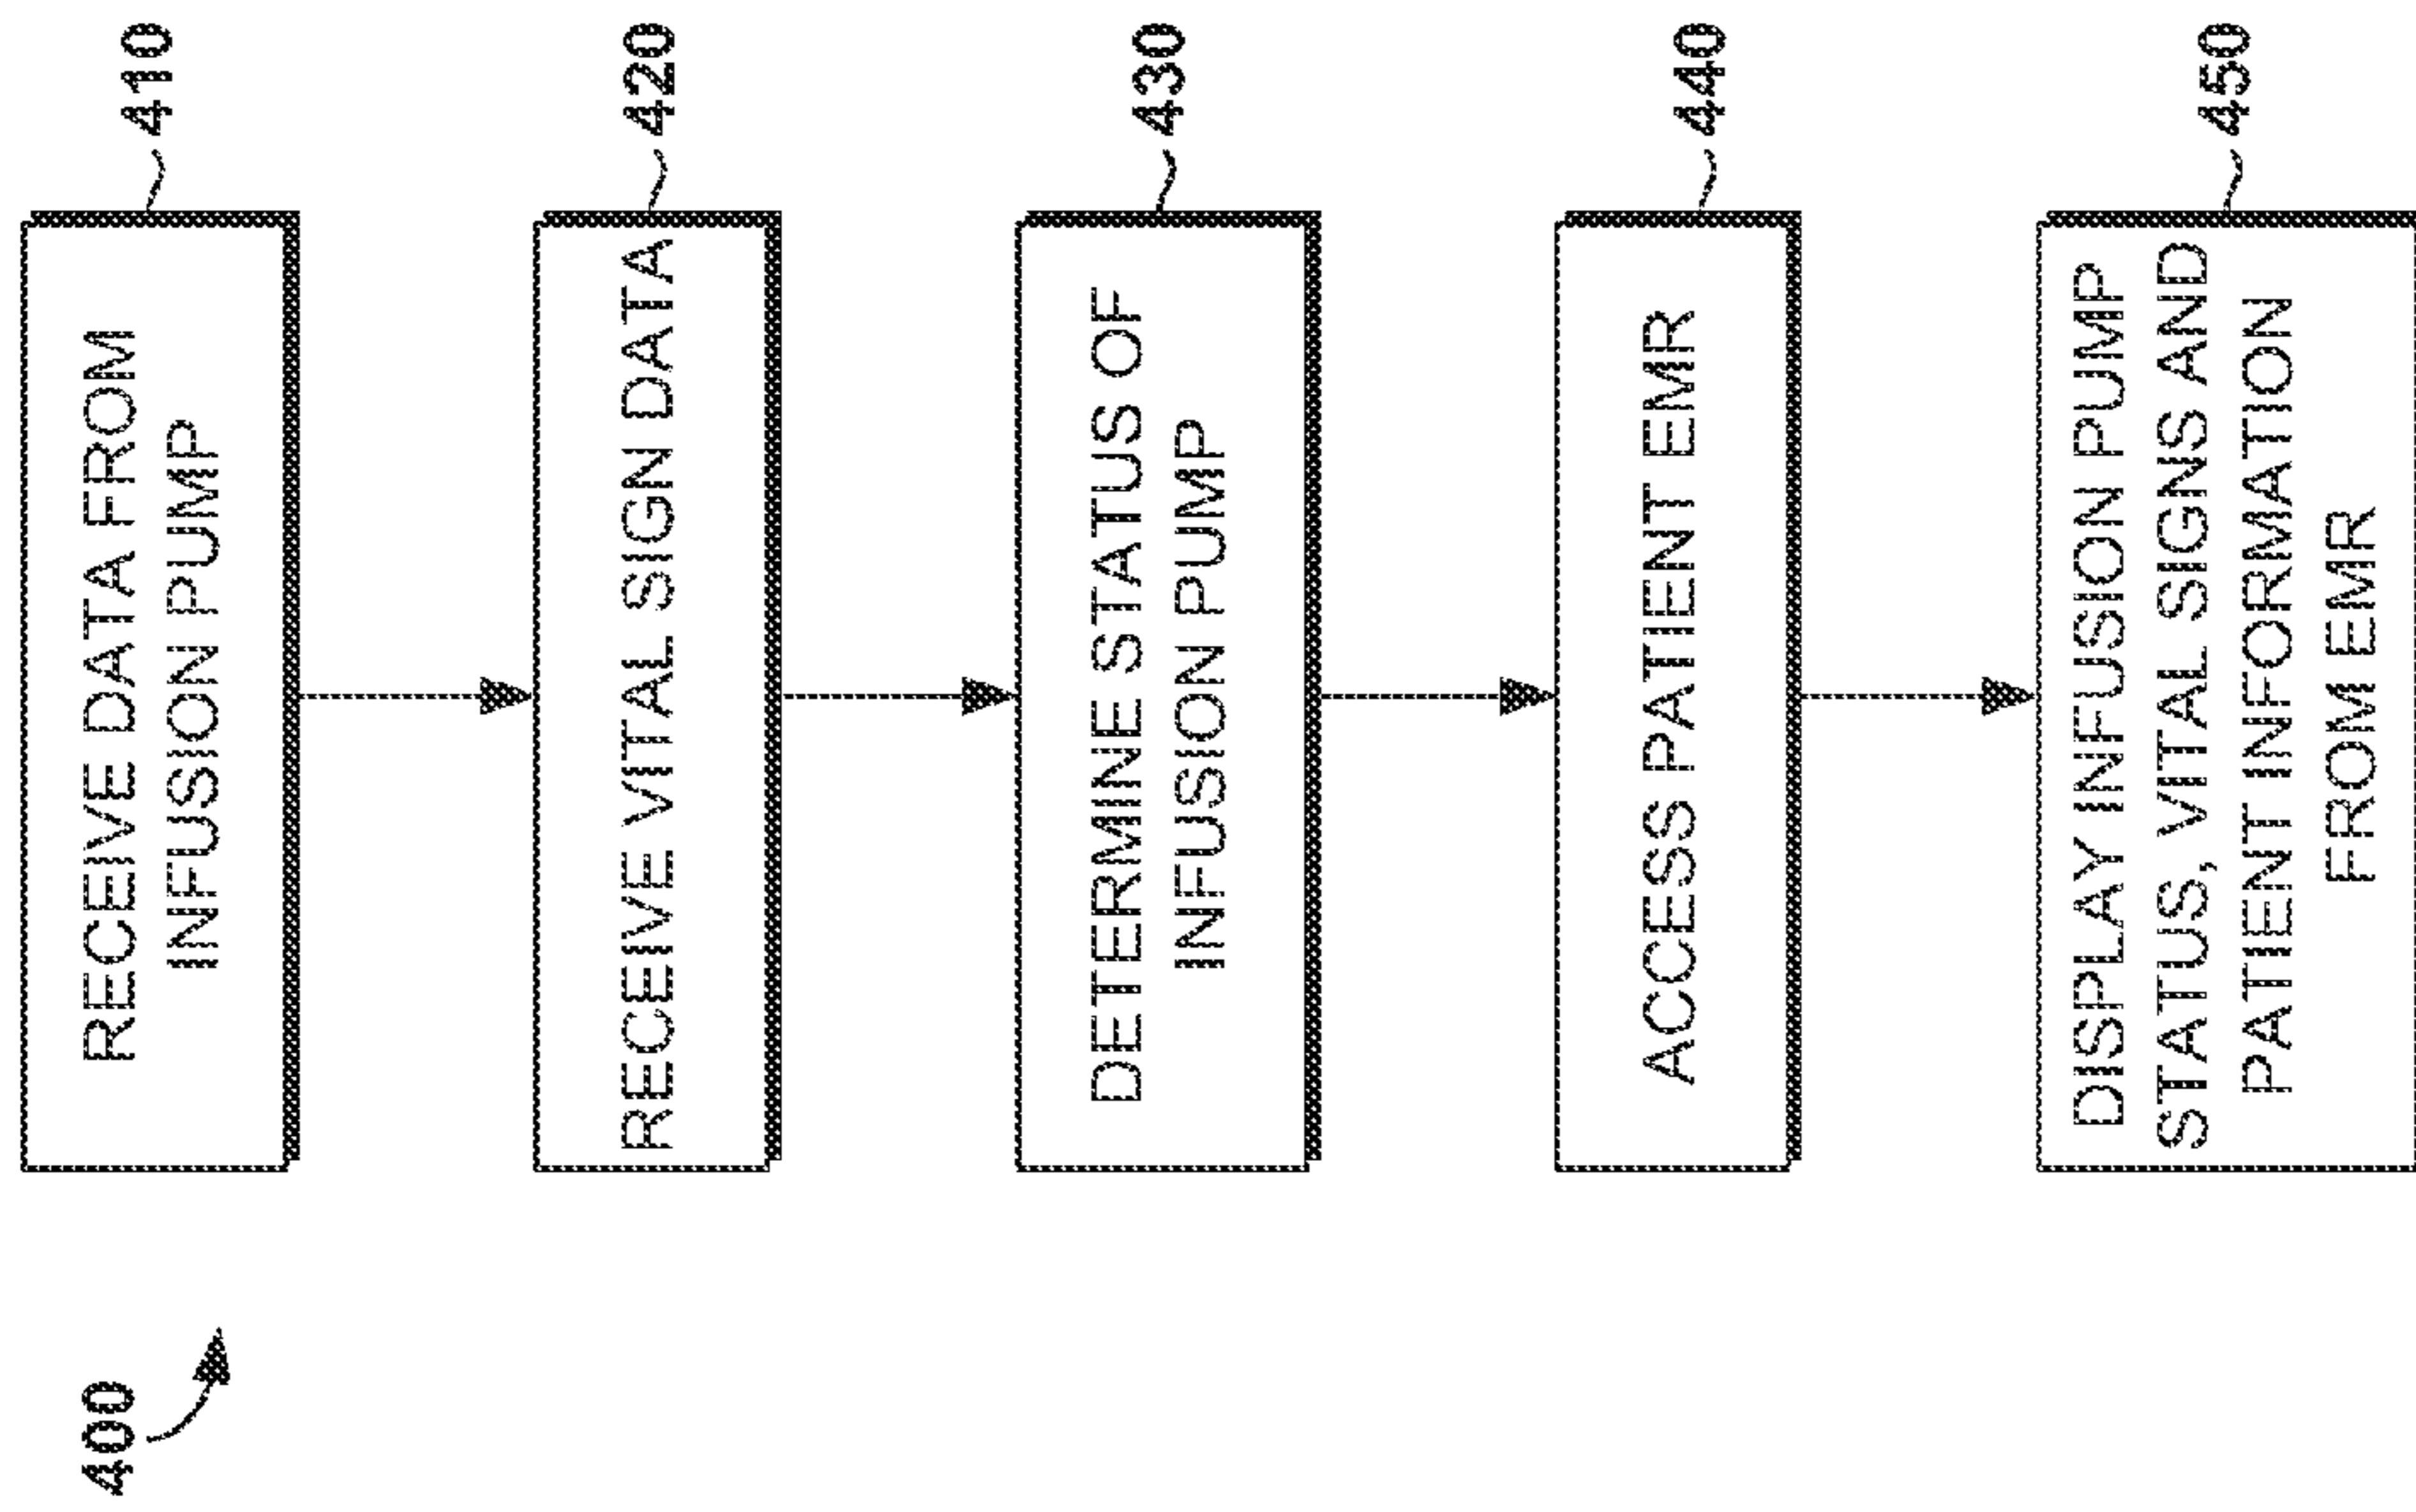 400
RECEIVE DATA FROM
INFUSION PUMP
410
RECEIVE VITAL SIGN DATA
420
DETERMINE STATUS OF
INFUSION PUMP
430
ACCESS PATIENT EMR
440
DISPLAY INFUSION PUMP
STATUS, VITAL SIGNS AND
PATIENT INFORMATION
FROM EMR
450